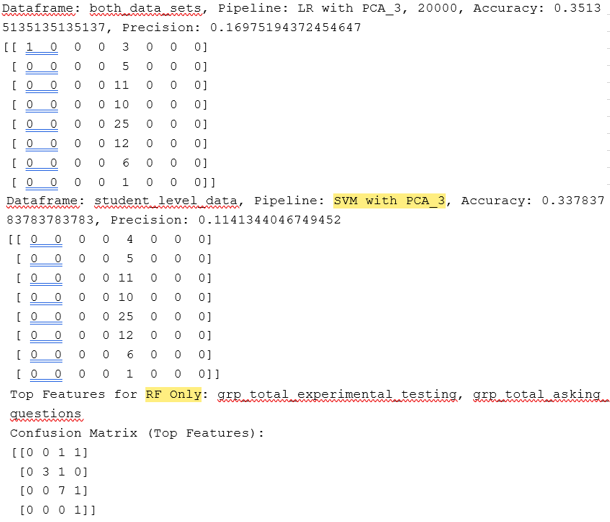 Dataframe: both_data_sets, Pipeline: LR with PCA_3, 20000, Accuracy: 0.3513
5135135135137, Precision: 0.16975194372454647
[[ 1  0  0  0  3  0  0  0]
[ 0  0  0  0  5  0  0  0]
[ 0  0  0  0 11  0  0  0]
[ 0  0  0  0 10  0  0  0]
[ 0  0  0  0 25  0  0  0]
[ 0  0  0  0 12  0  0  0]
[ 0  0  0  0  6  0  0  0]
[ 0  0  0  0  1  0  0  0]]
Dataframe: student_level_data, Pipeline: SVM with PCA_3, Accuracy: 0.337837
83783783783, Precision: 0.1141344046749452
[[ 0  0  0  0  4  0  0  0]
[ 0  0  0  0  5  0  0  0]
[ 0  0  0  0 11  0  0  0]
[ 0  0  0  0 10  0  0  0]
[ 0  0  0  0 25  0  0  0]
[ 0  0  0  0 12  0  0  0]
[ 0  0  0  0  6  0  0  0]
[ 0  0  0  0  1  0  0  0]]
Top Features for RF Only: grp_total_experimental_testing, grp_total_asking_
questions
Confusion Matrix (Top Features):
[[0 0 1 1]
[0 3 1 0]
[0 0 7 1]
[0 0 0 1]]